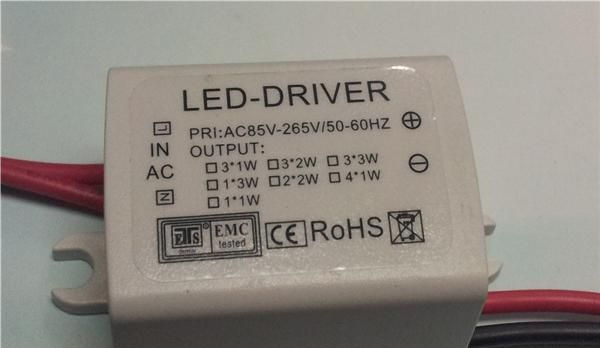 LED-DRIVER
L
PRI:AC85V-265V/50-60HZ
IN
OUTPUT:
AC
3*1W 3*2W 3*3W
1*3W 2*2W 4*1W
N
1*1W
ETS
EMC
tested
CE RoHS